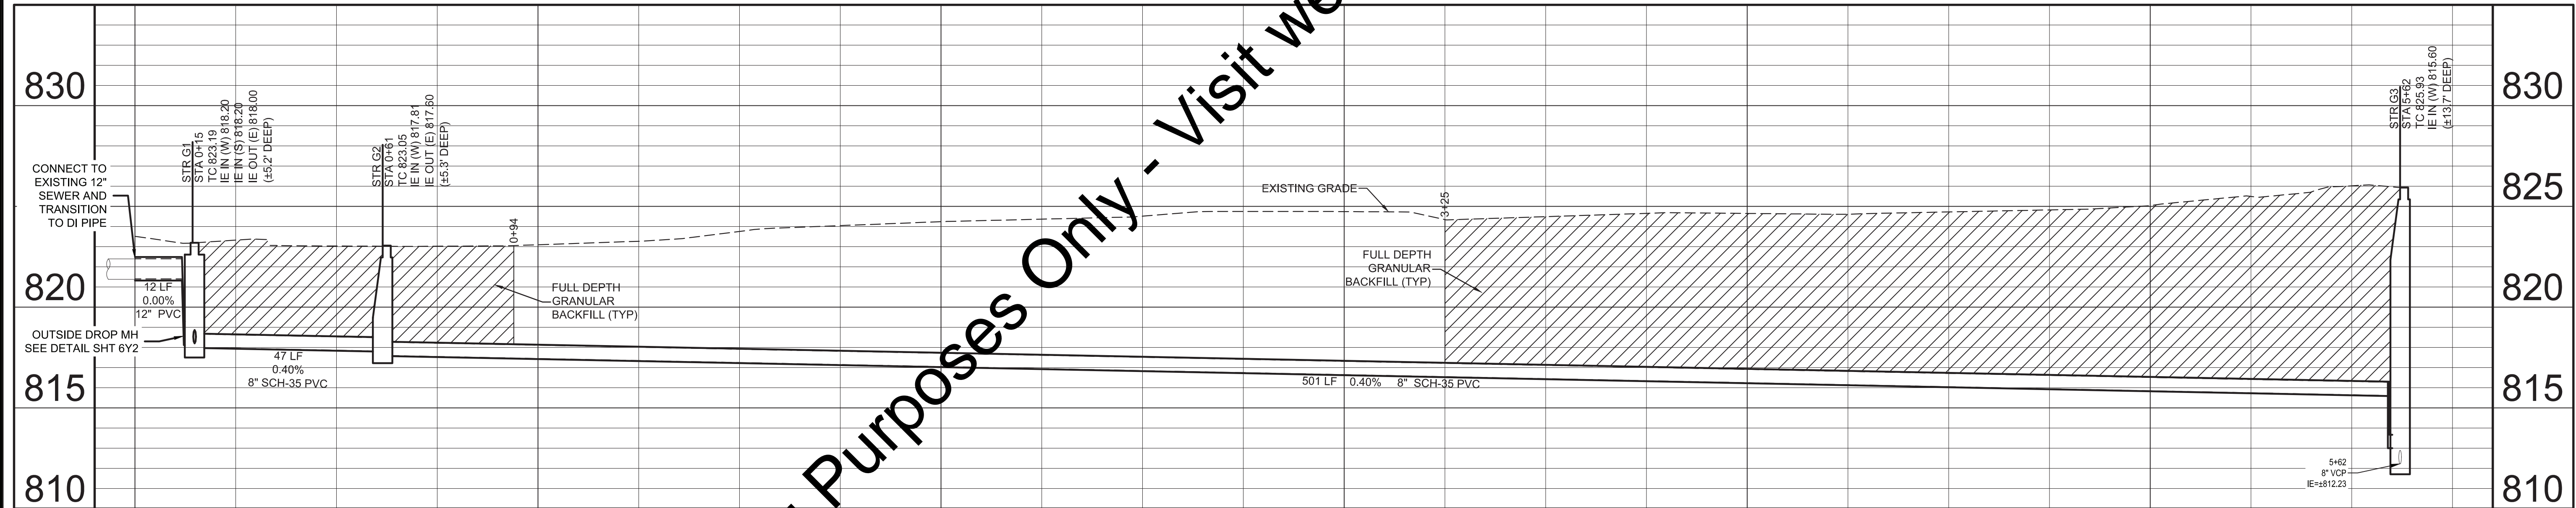 830
825
820
815
810
CONNECT TO
EXISTING 12"
SEWER AND
TRANSITION
TO DI PIPE
12 LF
0.00%
12" PVC
OUTSIDE DROP MH
SEE DETAIL SHT 6Y2
STR G1
STA 0+15
TC 823.19
IE IN (W) 818.20
IE IN (S) 818.20
IE OUT (E) 818.00
(±5.2' DEEP)
47 LF
0.40%
8" SCH-35 PVC
STR G2
STA 0+61
TC 823.05
IE IN (W) 817.81
IE OUT (E) 817.60
(±5.3' DEEP)
0+94
FULL DEPTH
GRANULAR
BACKFILL (TYP)
Purposes Only - Visit we
EXISTING GRADE
3+25
FULL DEPTH
GRANULAR
BACKFILL (TYP)
501 LF 0.40% 8" SCH-35 PVC
STR G3
STA 5+62
TC 825.93
IE IN (W) 815.60
(±13.7' DEEP)
5+62
8" VCP
IE=±812.23
830
825
820
815
810